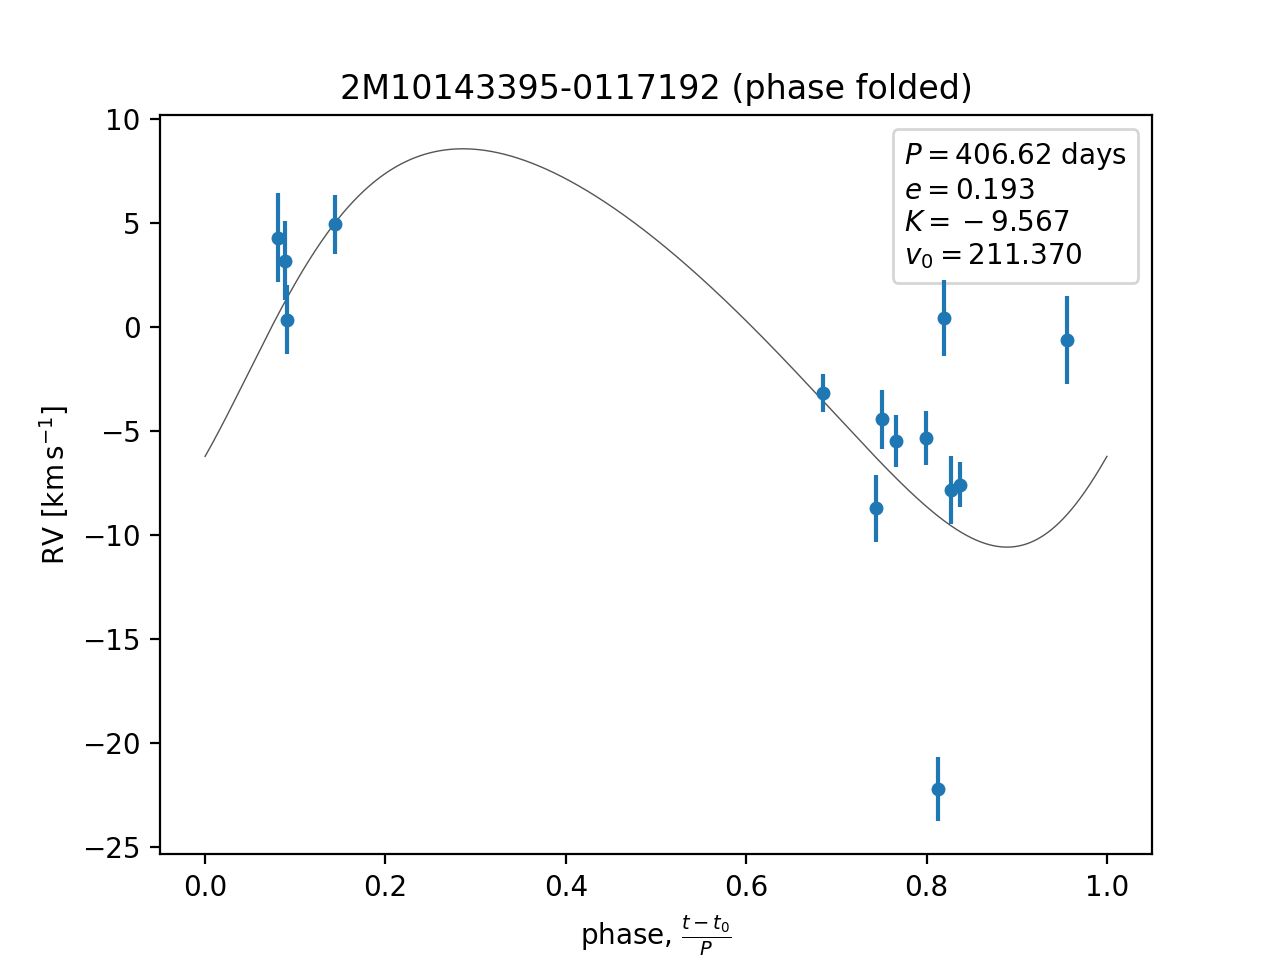 2M10143395-0117192 (phase folded)
P = 406.62 days
e = 0.193
K = −9.567
v₀ = 211.370
RV [km s⁻¹]
10
5
0
−5
−10
−15
−20
−25
0.0 0.2 0.4 0.6 0.8 1.0
phase, (t − t₀)/P